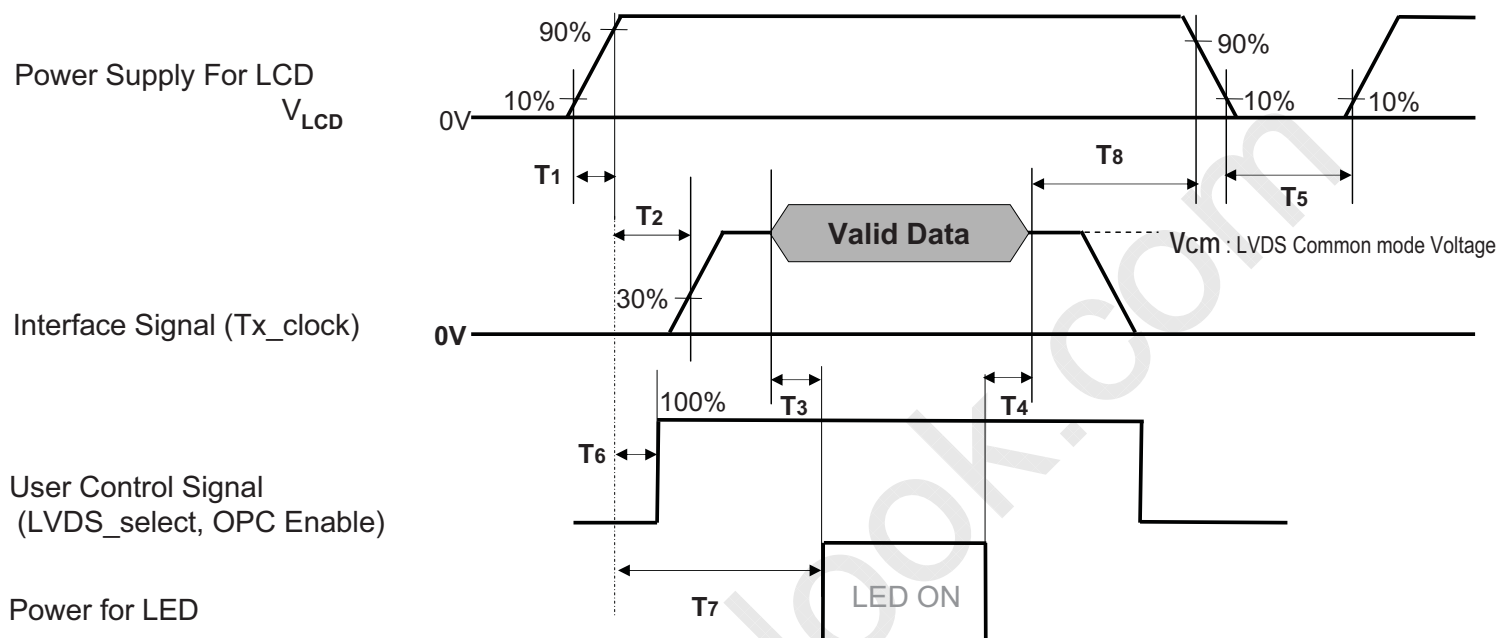 90%
90%
Power Supply For LCD
VLCD
10%
10%
10%
0V
T1
T8
T5
T2
Valid Data
Vcm : LVDS Common mode Voltage
30%
Interface Signal (Tx_clock)
0V
100%
T3
T4
T6
User Control Signal
(LVDS_select, OPC Enable)
T7
LED ON
Power for LED
look.com